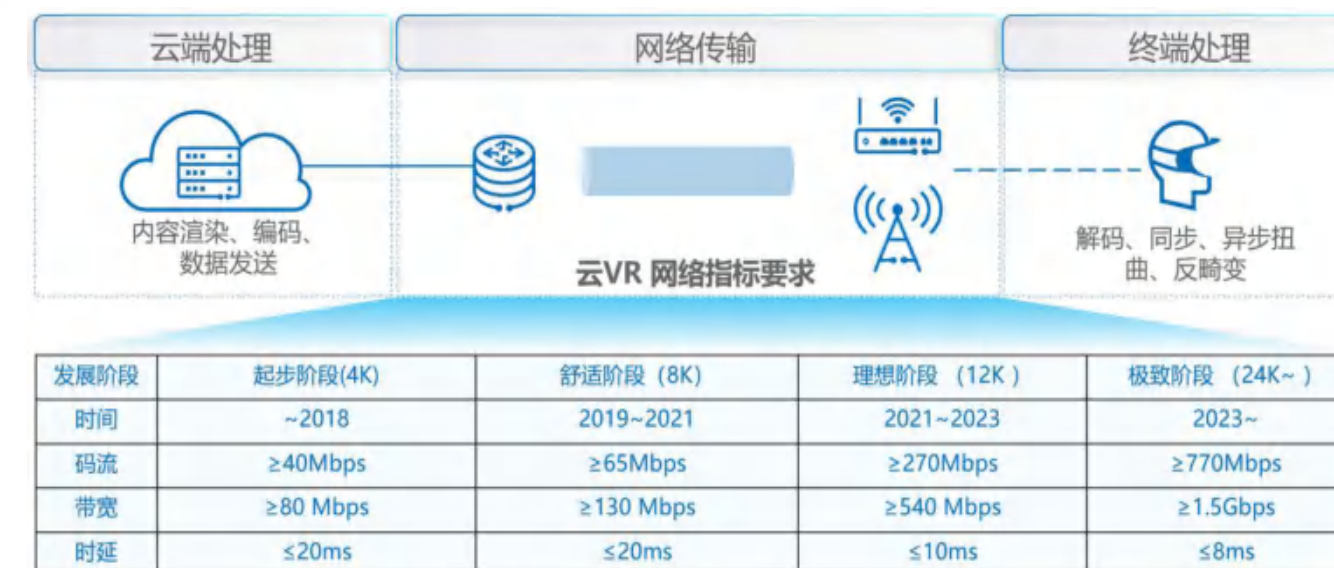 云端处理
网络传输
终端处理
内容渲染、编码、
数据发送
云VR 网络指标要求
解码、同步、异步扭
曲、反畸变
发展阶段 起步阶段(4K) 舒适阶段（8K） 理想阶段 （12K ） 极致阶段 （24K~ ）
时间 ~2018 2019~2021 2021~2023 2023~
码流 ≥40Mbps ≥65Mbps ≥270Mbps ≥770Mbps
带宽 ≥80 Mbps ≥130 Mbps ≥540 Mbps ≥1.5Gbps
时延 ≤20ms ≤20ms ≤10ms ≤8ms